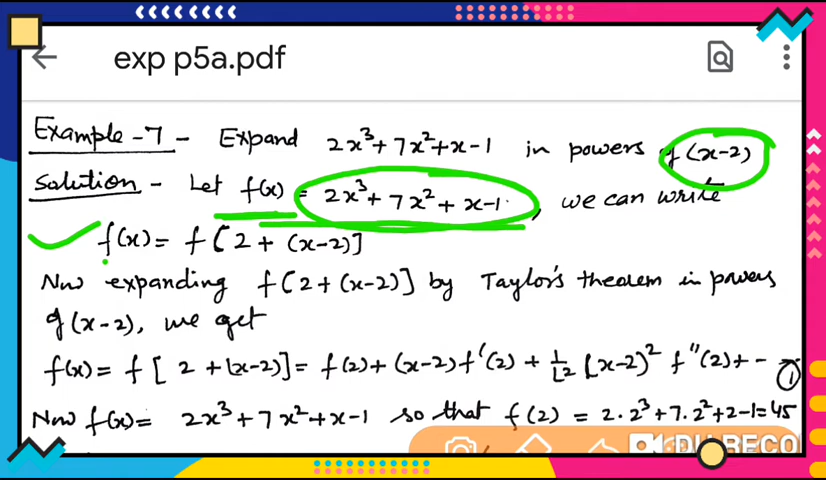 exp p5a.pdf
Example-7 - Expand 2x³+7x²+x-1 in powers of (x-2)
Solution - Let f(x) = 2x³+7x²+x-1, we can write
f(x) = f[2+(x-2)]
Now expanding f[2+(x-2)] by Taylor's theorem in powers
of (x-2), we get
f(x) = f[2+(x-2)] = f(2)+(x-2)f'(2)+1/⌊2 (x-2)² f''(2)+-- ①
Now f(x) = 2x³+7x²+x-1 so that f(2) = 2.2³+7.2²+2-1=45
DU RECO